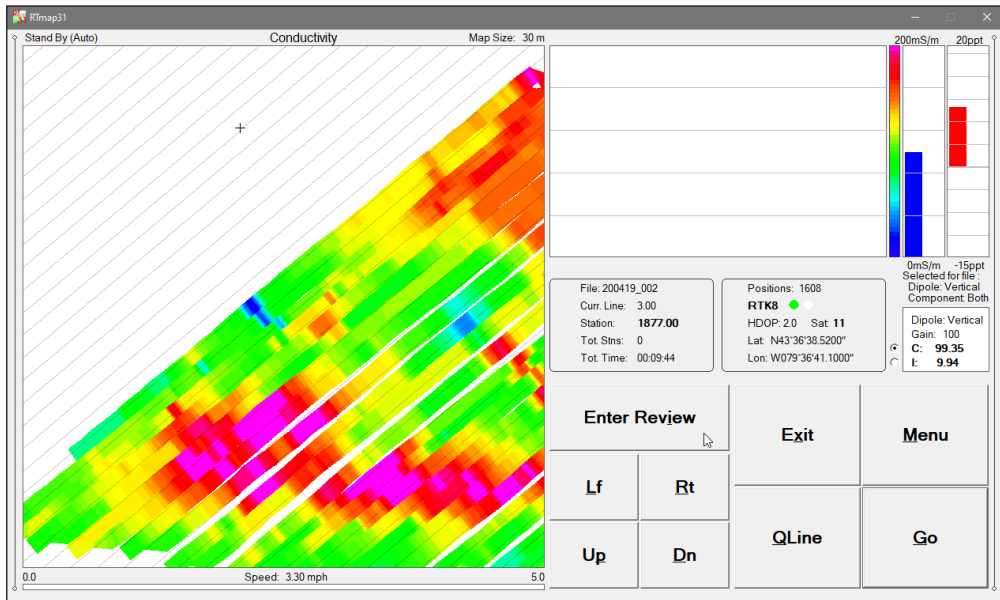 RTmap31
Stand By (Auto) Conductivity Map Size: 30 m
200mS/m 20ppt
0mS/m -15ppt
Selected for file :
Dipole: Vertical
Component: Both
File: 200419_002
Curr. Line: 3.00
Station: 1877.00
Tot. Stns: 0
Tot. Time: 00:09:44
Positions: 1608
RTK8
HDOP: 2.0 Sat: 11
Lat: N43°36'38.5200"
Lon: W079°36'41.1000"
Dipole: Vertical
Gain: 100
C: 99.35
I: 9.94
Enter Review
Exit
Menu
Lf
Rt
Up
Dn
QLine
Go
0.0 Speed: 3.30 mph 5.0